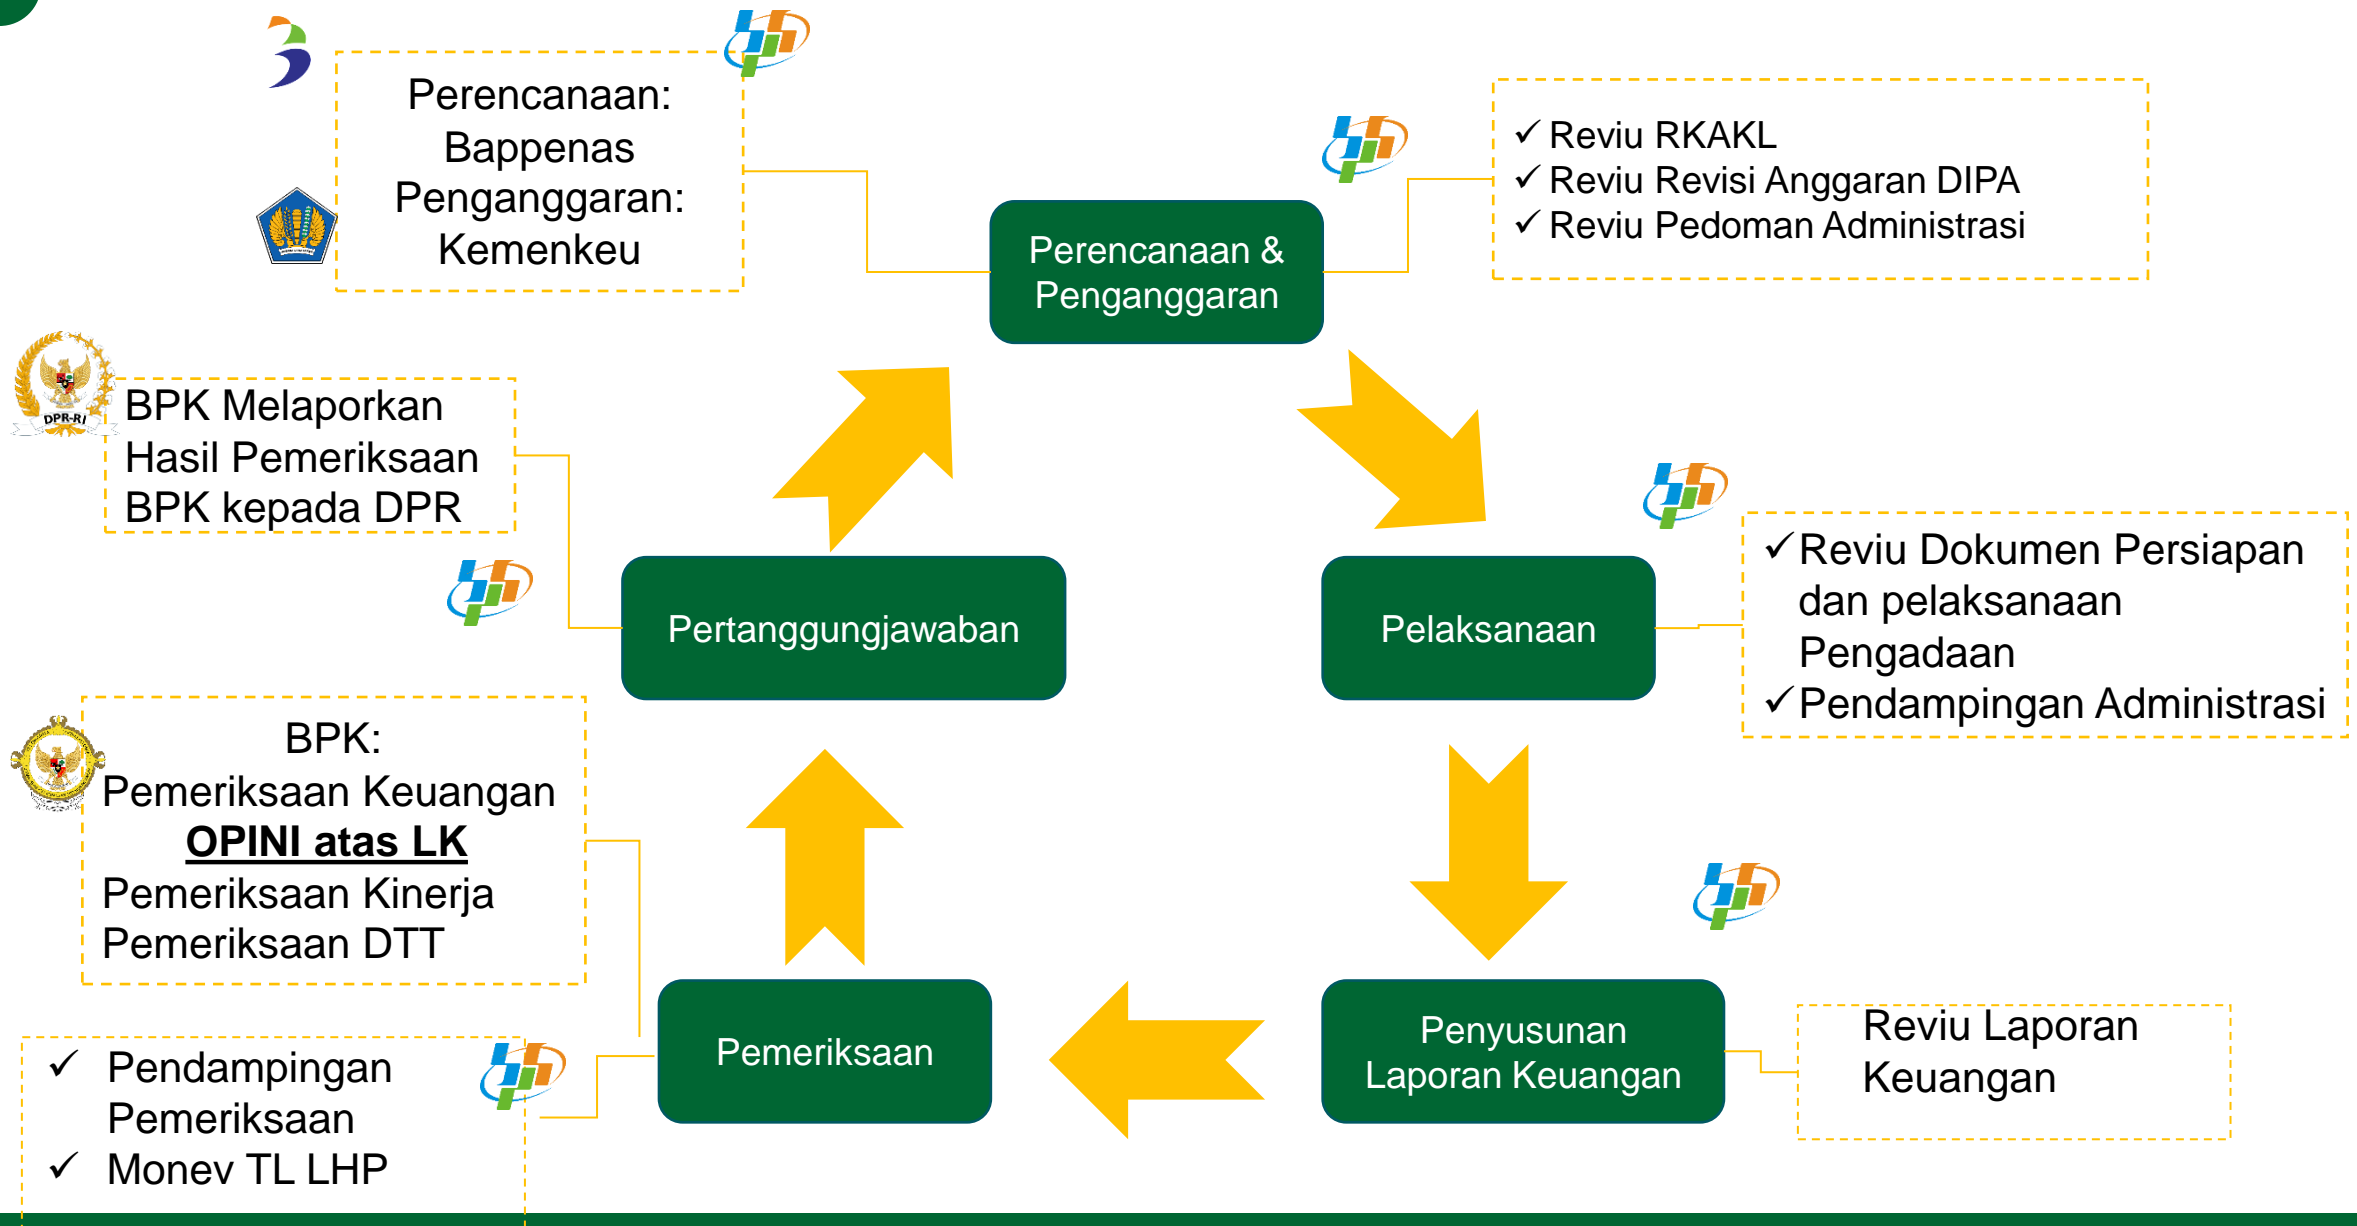 Perencanaan:
Bappenas
Penganggaran:
Kemenkeu
✓ Reviu RKAKL
✓ Reviu Revisi Anggaran DIPA
✓ Reviu Pedoman Administrasi
Perencanaan &
Penganggaran
DPR-RI
BPK Melaporkan
Hasil Pemeriksaan
BPK kepada DPR
Pertanggungjawaban
Pelaksanaan
✓ Reviu Dokumen Persiapan
dan pelaksanaan
Pengadaan
✓ Pendampingan Administrasi
BPK:
Pemeriksaan Keuangan
OPINI atas LK
Pemeriksaan Kinerja
Pemeriksaan DTT
Pemeriksaan
Penyusunan
Laporan Keuangan
Reviu Laporan
Keuangan
✓ Pendampingan
Pemeriksaan
✓ Monev TL LHP